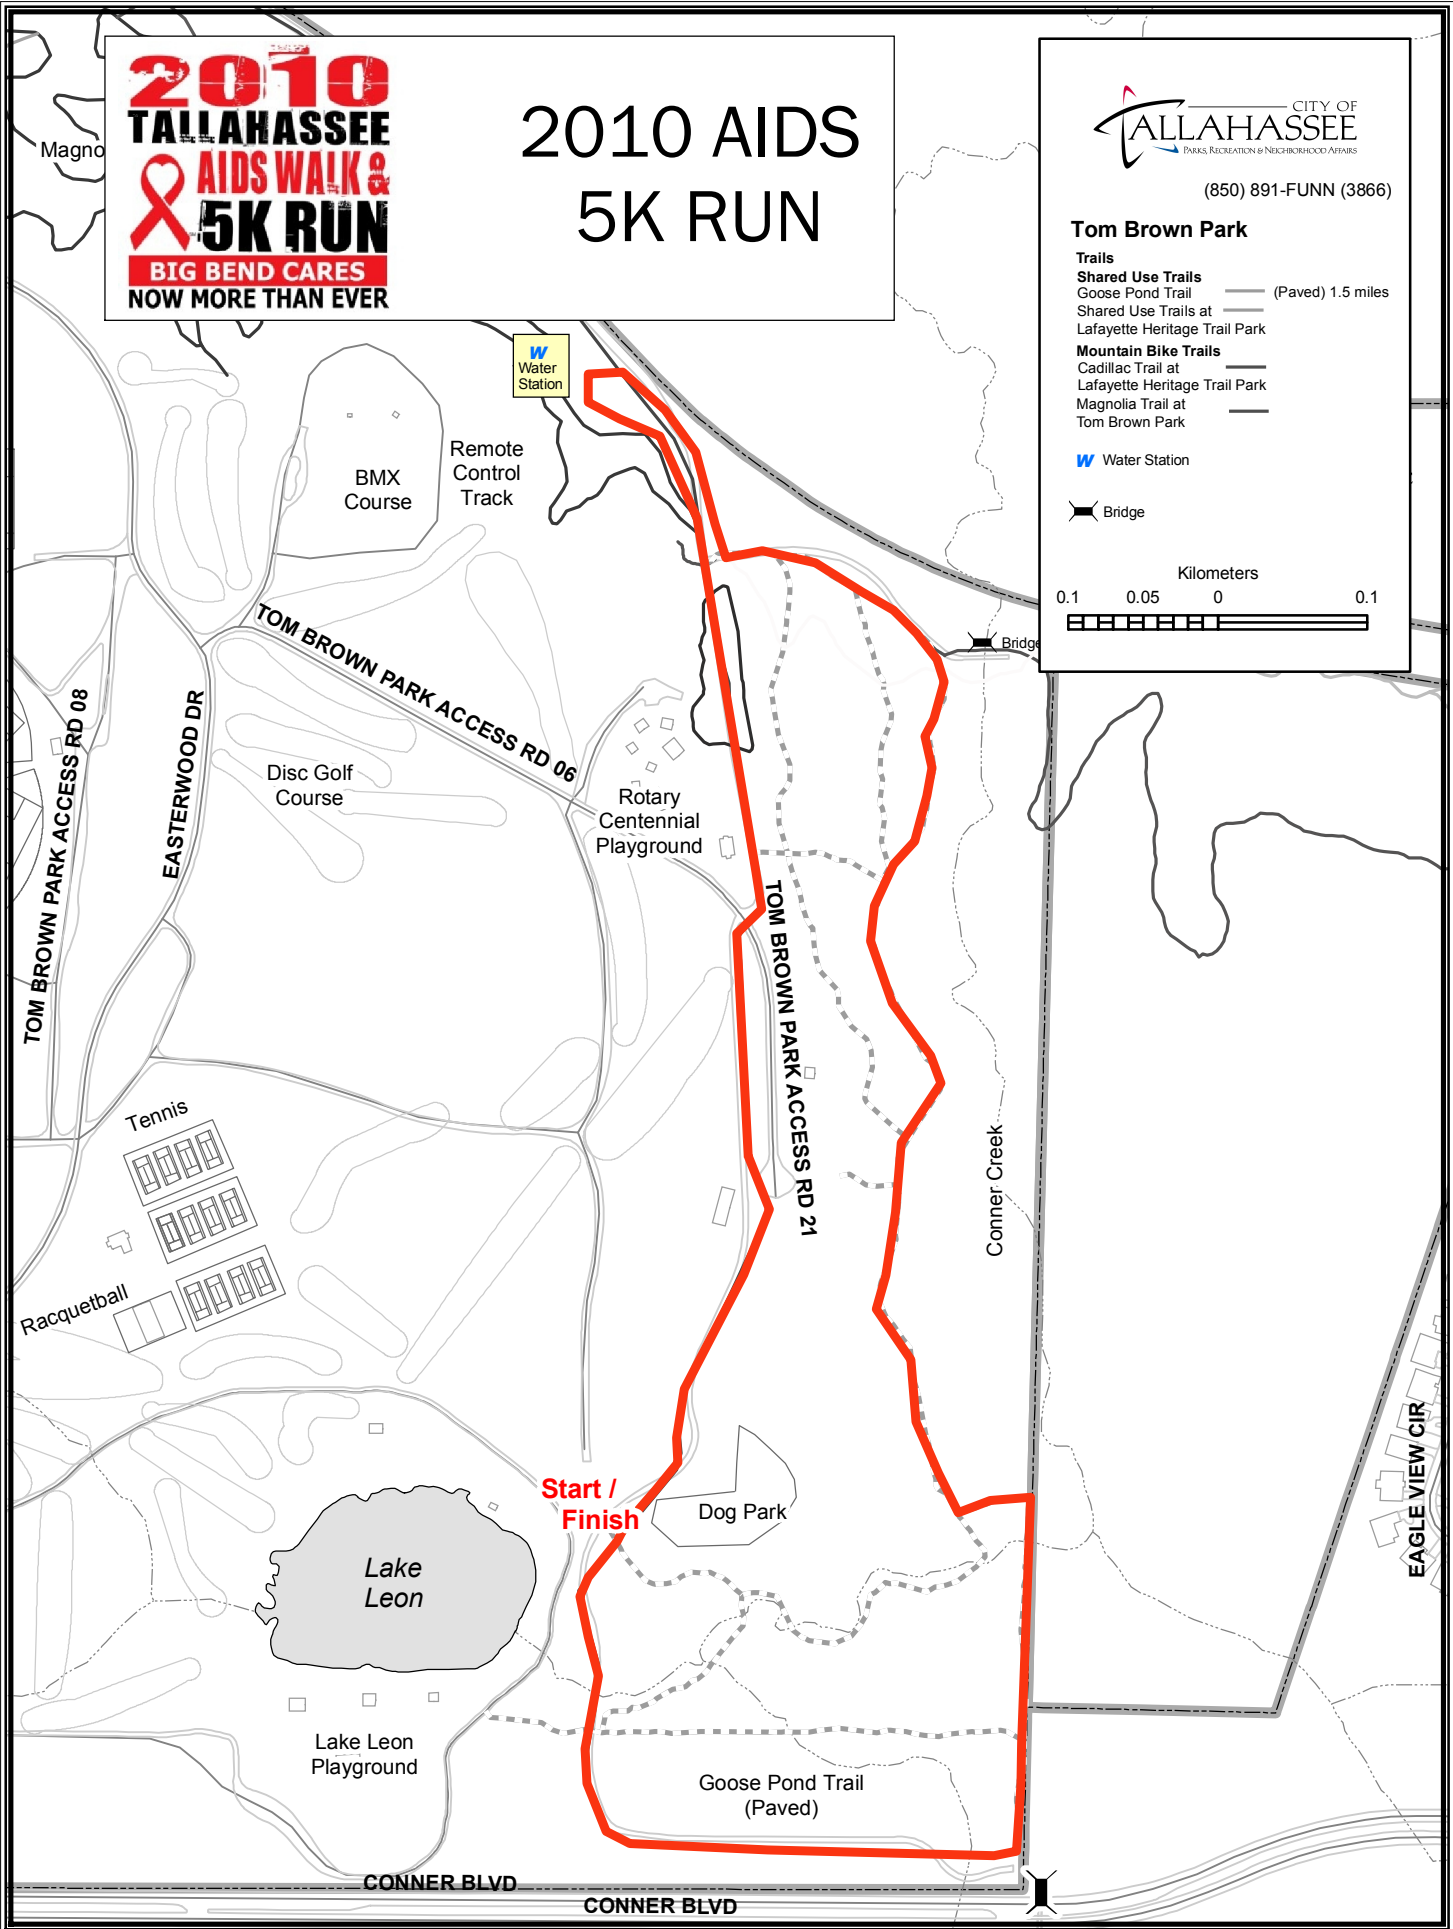 2010
TALLAHASSEE
AIDS WALK &
5K RUN
BIG BEND CARES
NOW MORE THAN EVER
2010 AIDS
5K RUN
CITY OF
TALLAHASSEE
PARKS, RECREATION & NEIGHBORHOOD AFFAIRS
(850) 891-FUNN (3866)
Tom Brown Park
Trails
Shared Use Trails
Goose Pond Trail (Paved) 1.5 miles
Shared Use Trails at
Lafayette Heritage Trail Park
Mountain Bike Trails
Cadillac Trail at
Lafayette Heritage Trail Park
Magnolia Trail at
Tom Brown Park
W Water Station
Bridge
Kilometers
0.1 0.05 0 0.1
Magno
W
Water
Station
BMX
Course
Remote
Control
Track
Bridge
TOM BROWN PARK ACCESS RD 06
TOM BROWN PARK ACCESS RD 08
EASTERWOOD DR
Disc Golf
Course
Rotary
Centennial
Playground
TOM BROWN PARK ACCESS RD 21
Tennis
Racquetball
Conner Creek
Start /
Finish
Dog Park
EAGLE VIEW CIR
Lake
Leon
Lake Leon
Playground
Goose Pond Trail
(Paved)
CONNER BLVD
CONNER BLVD